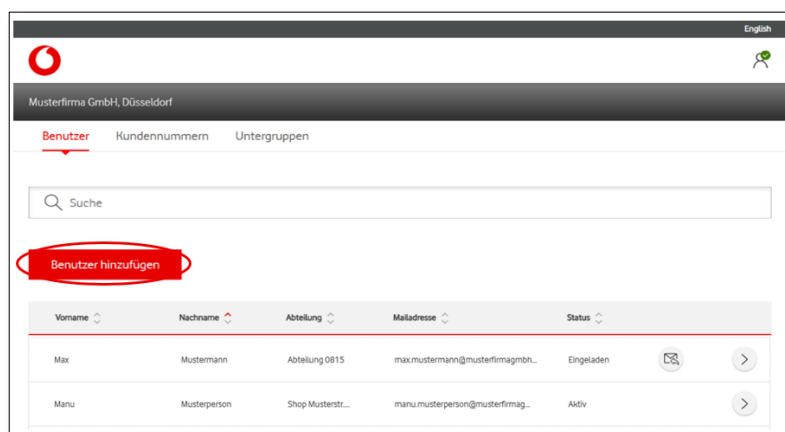 English
Musterfirma GmbH, Düsseldorf
Benutzer Kundennummern Untergruppen
Suche
Benutzer hinzufügen
Vorname Nachname Abteilung Mailadresse Status
Max Mustermann Abteilung 0815 max.mustermann@musterfirmagmbh... Eingeladen
Manu Musterperson Shop Musterstr.... manu.musterperson@musterfirmag... Aktiv